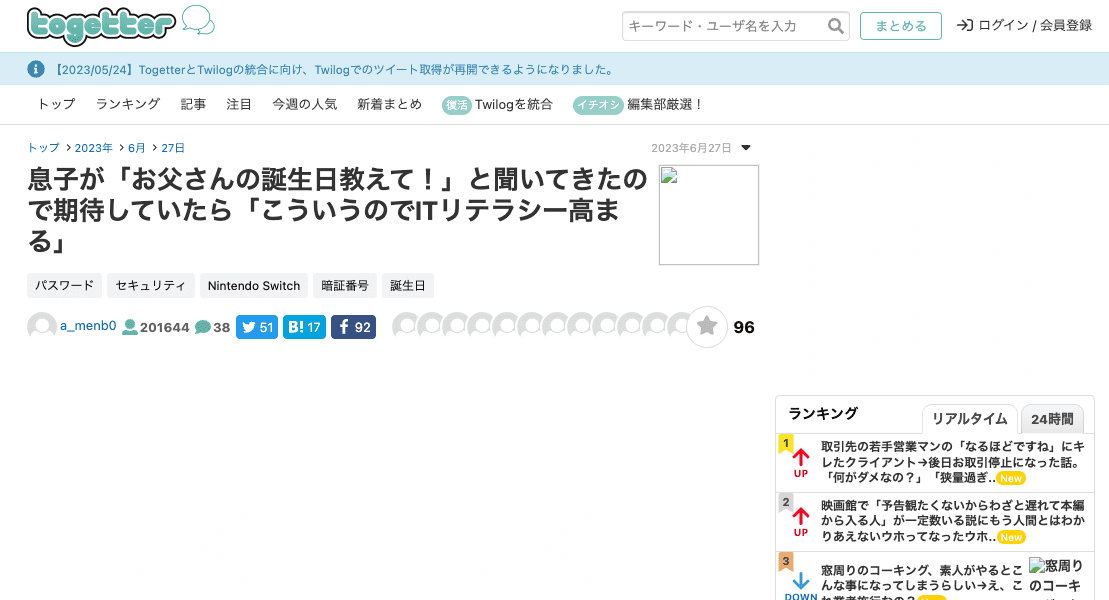 togetter
キーワード・ユーザ名を入力
まとめる
ログイン / 会員登録
【2023/05/24】TogetterとTwilogの統合に向け、Twilogでのツイート取得が再開できるようになりました。
トップ ランキング 記事 注目 今週の人気 新着まとめ 復活 Twilogを統合 イチオシ 編集部厳選！
トップ 2023年 6月 27日
2023年6月27日
息子が「お父さんの誕生日教えて！」と聞いてきたの
で期待していたら「こういうのでITリテラシー高ま
る」
パスワード セキュリティ Nintendo Switch 暗証番号 誕生日
a_menb0 201644 38 51 B! 17 92 96
ランキング リアルタイム 24時間
1
UP
取引先の若手営業マンの「なるほどですね」にキ
レたクライアント→後日お取引停止になった話。
「何がダメなの？」「狭量過ぎ.. New
2
UP
映画館で「予告観たくないからわざと遅れて本編
から入る人」が一定数いる説にもう人間とはわか
りあえないウホってなったウホ.. New
3
DOWN
窓周りのコーキング、素人がやるとこ
んな事になってしまうらしい→え、こ
窓周り
のコーキ